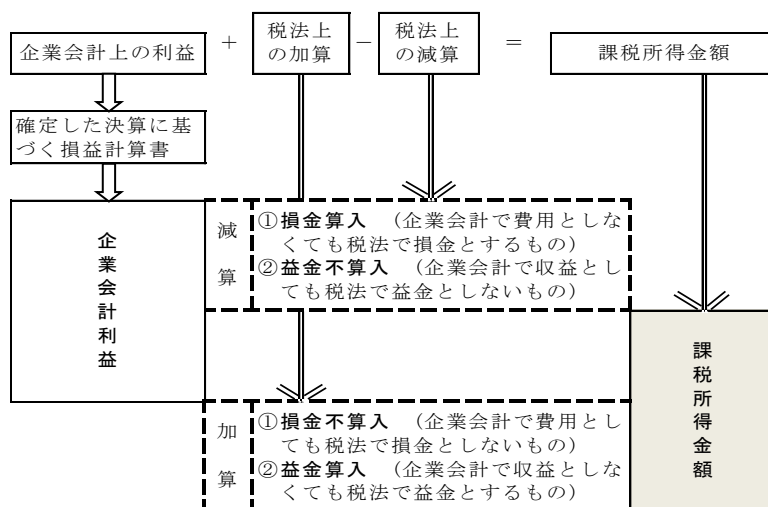 企業会計上の利益 + 税法上の加算 − 税法上の減算 = 課税所得金額
確定した決算に基
づく損益計算書
企業会計利益
減算
①損金算入 （企業会計で費用としな
くても税法で損金とするもの）
②益金不算入 （企業会計で収益とし
ても税法で益金としないもの）
加算
①損金不算入 （企業会計で費用とし
ても税法で損金としないもの）
②益金算入 （企業会計で収益としな
くても税法で益金とするもの）
課税所得金額